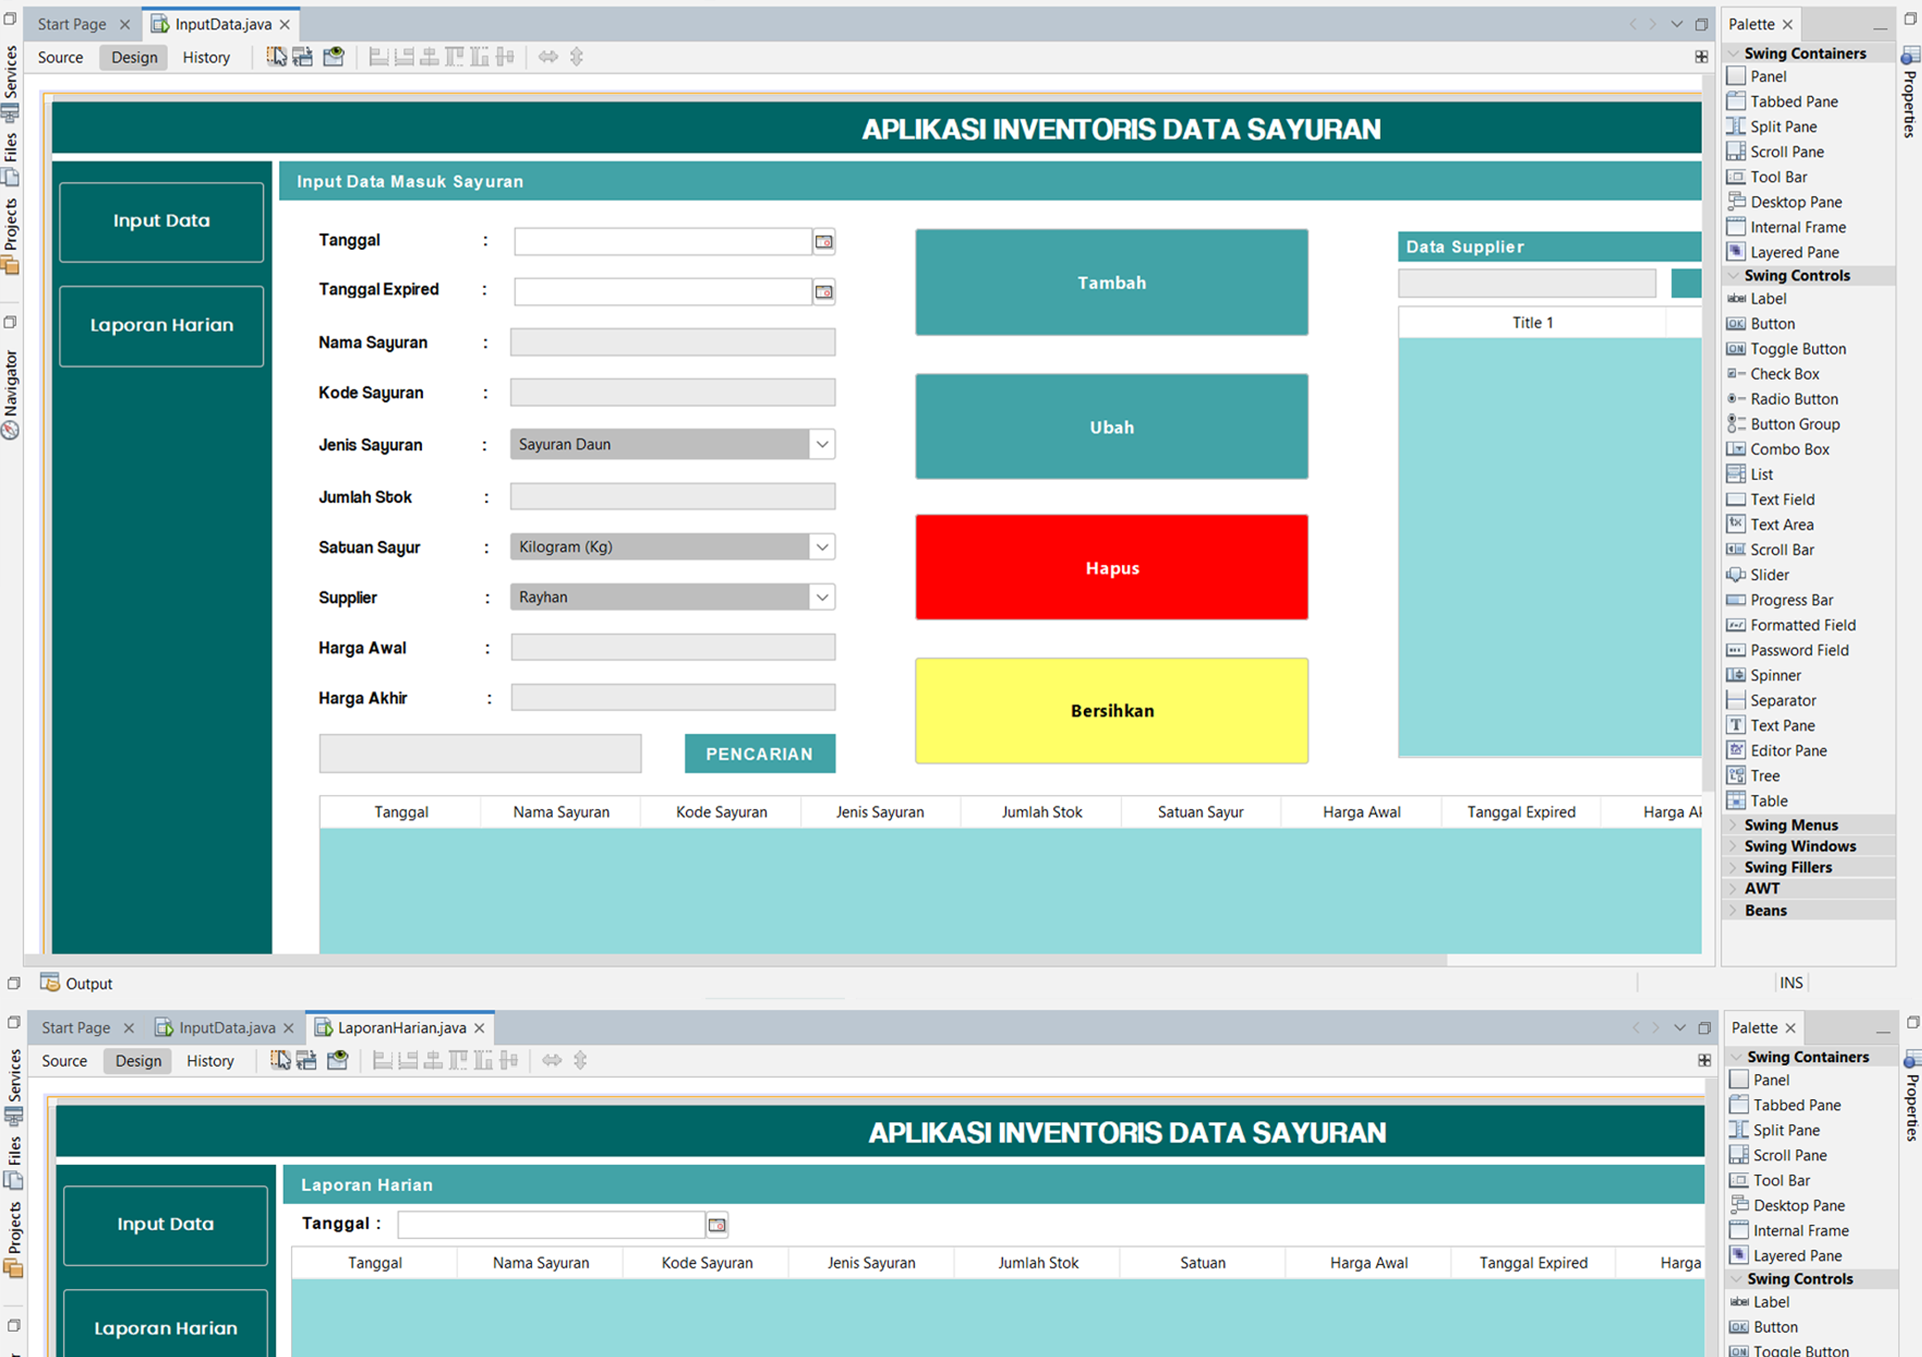 Start Page
InputData.java
Source Design History
Services
Files
Projects
Navigator
APLIKASI INVENTORIS DATA SAYURAN
Input Data
Laporan Harian
Input Data Masuk Sayuran
Tanggal :
Tanggal Expired :
Nama Sayuran :
Kode Sayuran :
Jenis Sayuran : Sayuran Daun
Jumlah Stok :
Satuan Sayur : Kilogram (Kg)
Supplier : Rayhan
Harga Awal :
Harga Akhir :
PENCARIAN
Tambah
Ubah
Hapus
Bersihkan
Data Supplier
Title 1
Tanggal Nama Sayuran Kode Sayuran Jenis Sayuran Jumlah Stok Satuan Sayur Harga Awal Tanggal Expired Harga Ak
Palette
Properties
Swing Containers
Panel
Tabbed Pane
Split Pane
Scroll Pane
Tool Bar
Desktop Pane
Internal Frame
Layered Pane
Swing Controls
label Label
OK Button
ON Toggle Button
Check Box
Radio Button
Button Group
Combo Box
List
Text Field
Text Area
Scroll Bar
Slider
Progress Bar
Formatted Field
Password Field
Spinner
Separator
Text Pane
Editor Pane
Tree
Table
Swing Menus
Swing Windows
Swing Fillers
AWT
Beans
Output
INS
Start Page
InputData.java
LaporanHarian.java
Source Design History
Services
Files
Projects
APLIKASI INVENTORIS DATA SAYURAN
Input Data
Laporan Harian
Laporan Harian
Tanggal :
Tanggal Nama Sayuran Kode Sayuran Jenis Sayuran Jumlah Stok Satuan Harga Awal Tanggal Expired Harga
Palette
Properties
Swing Containers
Panel
Tabbed Pane
Split Pane
Scroll Pane
Tool Bar
Desktop Pane
Internal Frame
Layered Pane
Swing Controls
label Label
OK Button
ON Toggle Button